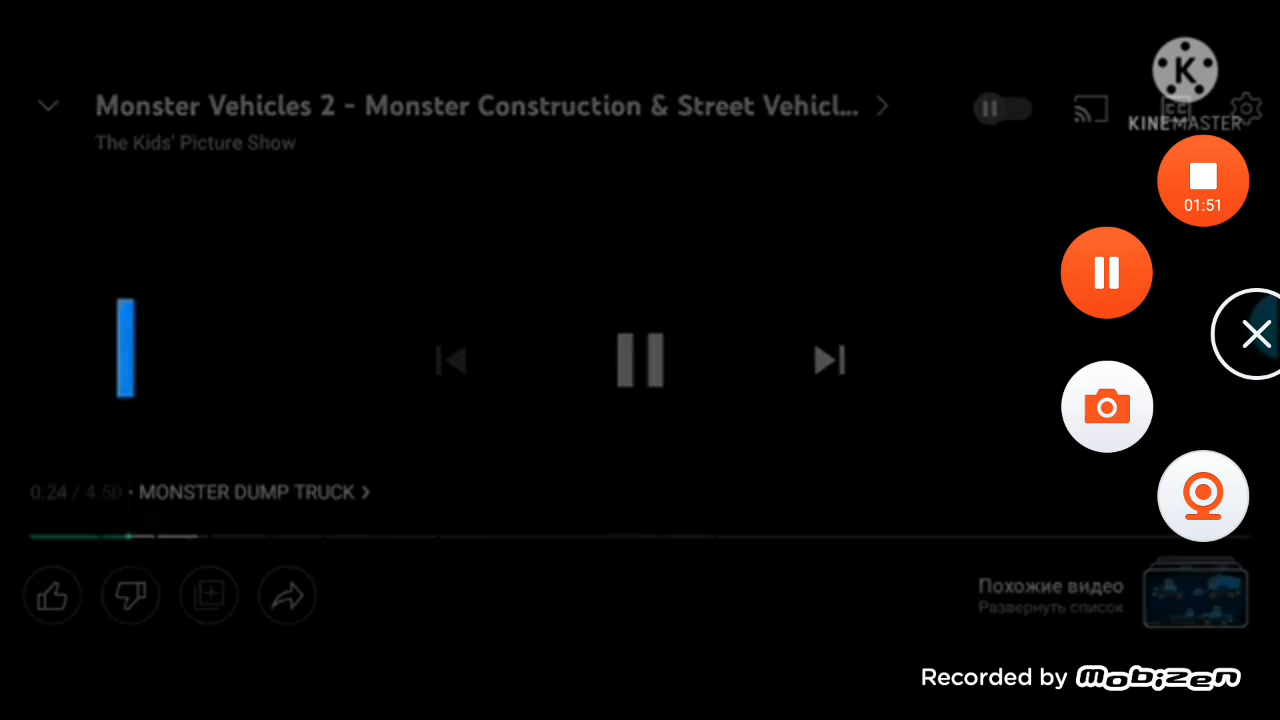 Monster Vehicles 2 - Monster Construction & Street Vehicl...
The Kids' Picture Show
K
CC
KINEMASTER
01:51
0:24 / 4:50 · MONSTER DUMP TRUCK
Похожие видео
Развернуть список
Recorded by mobizen